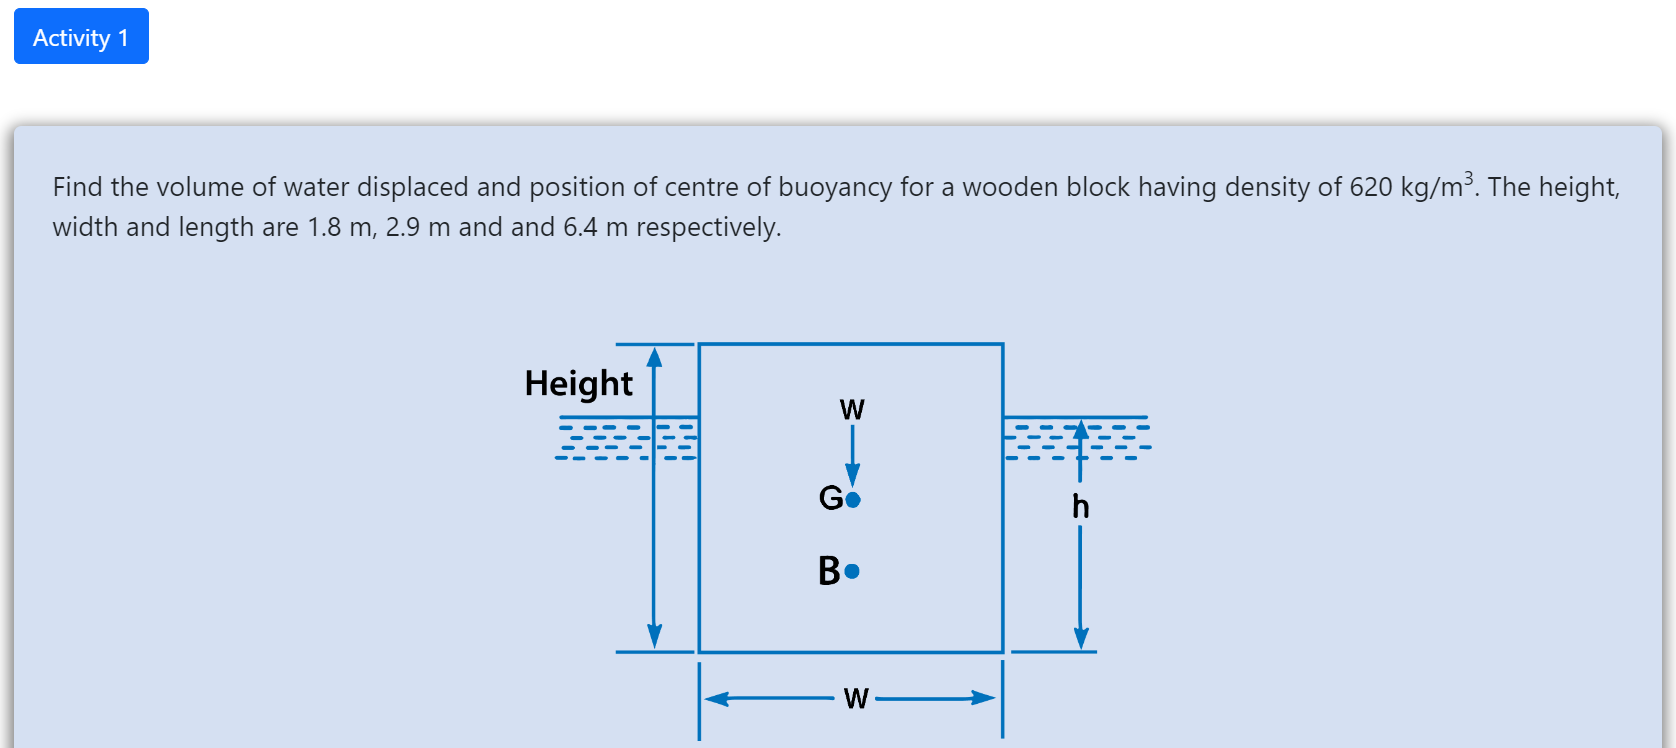 Activity 1
Find the volume of water displaced and position of centre of buoyancy for a wooden block having density of 620 kg/m³. The height,
width and length are 1.8 m, 2.9 m and and 6.4 m respectively.
Height
W
G
h
B
W